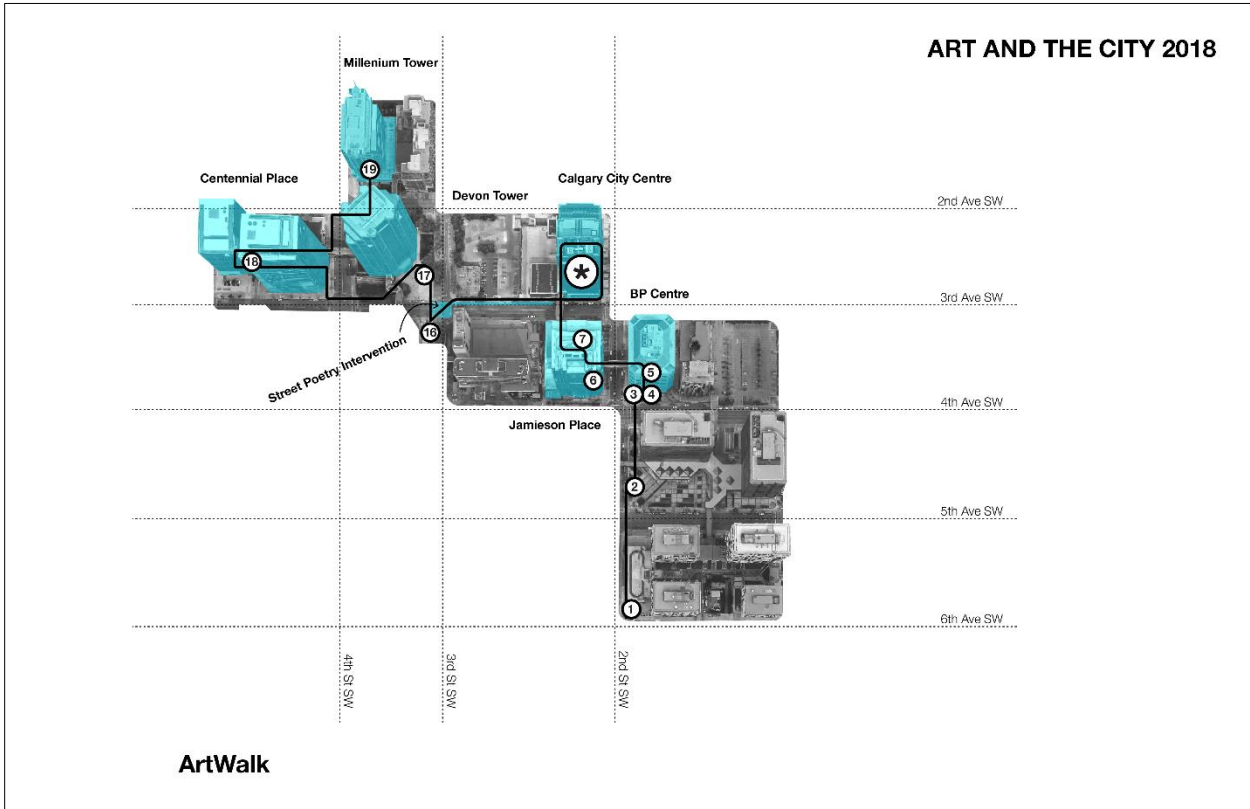 ART AND THE CITY 2018
Millenium Tower
19
Centennial Place
Devon Tower
Calgary City Centre
2nd Ave SW
18
17
*
BP Centre
3rd Ave SW
16
Street Poetry Intervention
7
6
5
3
4
4th Ave SW
Jamieson Place
2
5th Ave SW
1
6th Ave SW
4th St SW
3rd St SW
2nd St SW
ArtWalk